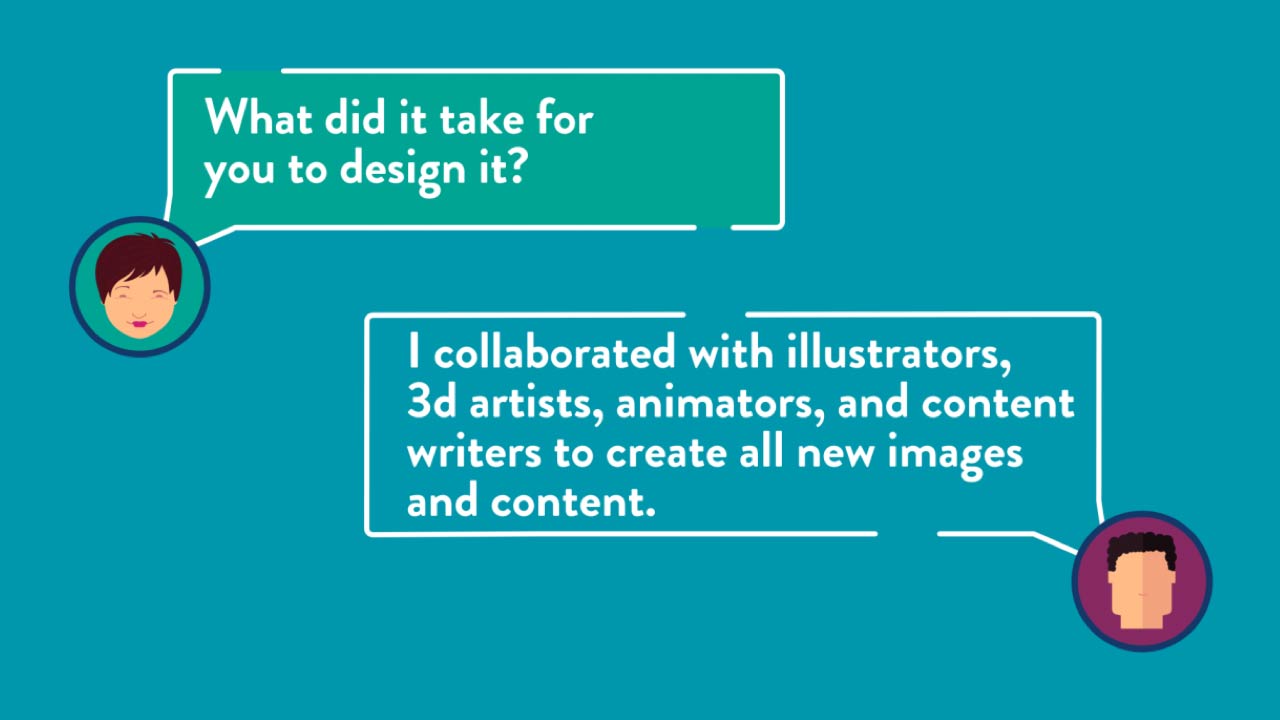 What did it take for
you to design it?
I collaborated with illustrators,
3d artists, animators, and content
writers to create all new images
and content.